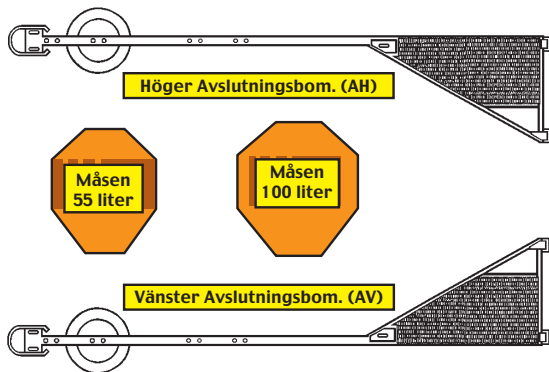 Höger Avslutningsbom. (AH)
Måsen
55 liter
Måsen
100 liter
Vänster Avslutningsbom. (AV)